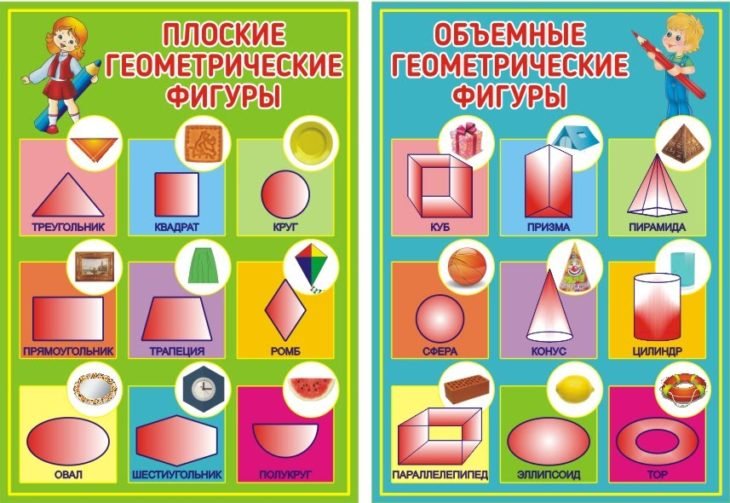 ПЛОСКИЕ
ГЕОМЕТРИЧЕСКИЕ
ФИГУРЫ
ТРЕУГОЛЬНИК
КВАДРАТ
КРУГ
ПРЯМОУГОЛЬНИК
ТРАПЕЦИЯ
РОМБ
ОВАЛ
ШЕСТИУГОЛЬНИК
ПОЛУКРУГ
ОБЪЕМНЫЕ
ГЕОМЕТРИЧЕСКИЕ
ФИГУРЫ
КУБ
ПРИЗМА
ПИРАМИДА
СФЕРА
КОНУС
ЦИЛИНДР
ПАРАЛЛЕЛЕПИПЕД
ЭЛЛИПСОИД
ТОР